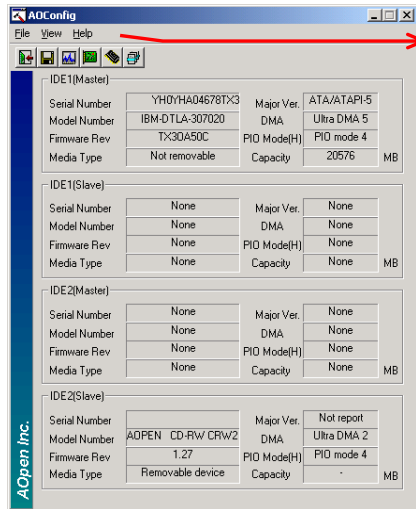 AOConfig
File View Help
IDE1(Master)
Serial Number YH0YHA04678TX3 Major Ver. ATA/ATAPI-5
Model Number IBM-DTLA-307020 DMA Ultra DMA 5
Firmware Rev TX3OA50C PIO Mode(H) PIO mode 4
Media Type Not removable Capacity 20576 MB
IDE1(Slave)
Serial Number None Major Ver. None
Model Number None DMA None
Firmware Rev None PIO Mode(H) None
Media Type None Capacity None MB
IDE2(Master)
Serial Number None Major Ver. None
Model Number None DMA None
Firmware Rev None PIO Mode(H) None
Media Type None Capacity None MB
IDE2(Slave)
Serial Number Major Ver. Not report
Model Number AOPEN CD-RW CRW2 DMA Ultra DMA 2
Firmware Rev 1.27 PIO Mode(H) PIO mode 4
Media Type Removable device Capacity - MB
AOpen Inc.